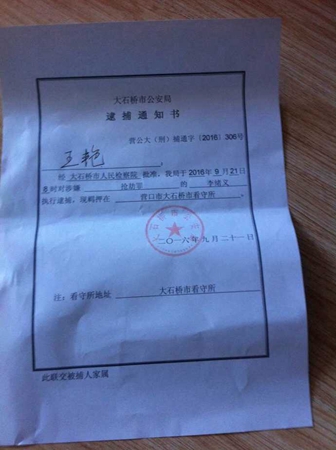 大石桥市公安局
逮捕通知书
营公大（刑）捕通字〔2016〕306号
王艳，
经 大石桥市人民检察院 批准，我局于2016年9月21日
时对涉嫌 罪 的 李 义
执行逮捕，现羁押在 营口市大石桥市看守所
二〇一六年九月二十一
注：看守所地址 大石桥市看守所
此联交被捕人家属